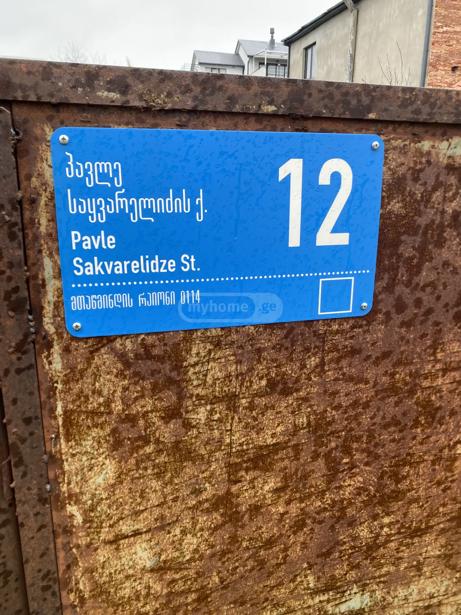 პავლე
საყვარელიძის ქ.
12
Pavle
Sakvarelidze St.
მთაწმინდის რაიონი 0114
myhome.ge